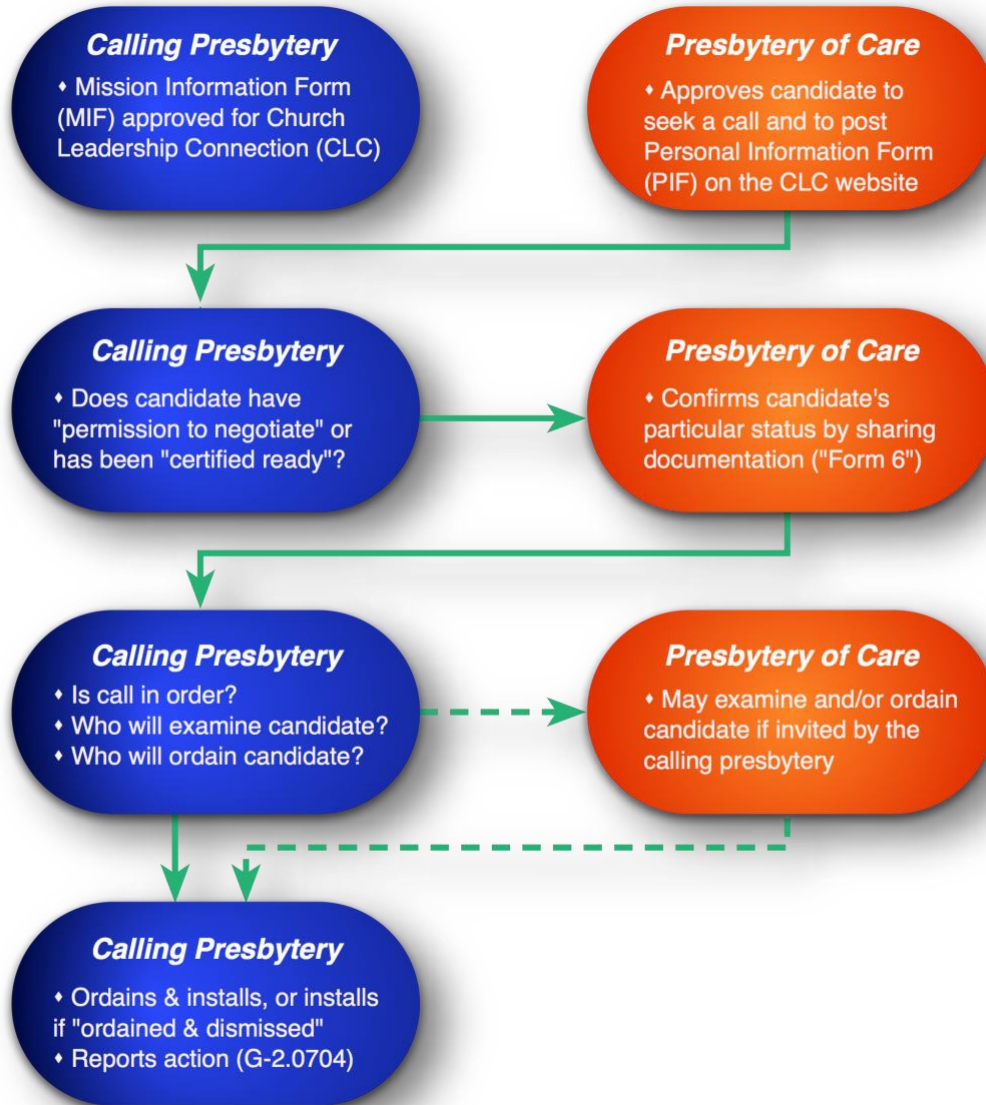 Calling Presbytery
♦ Mission Information Form
(MIF) approved for Church
Leadership Connection (CLC)
Presbytery of Care
♦ Approves candidate to
seek a call and to post
Personal Information Form
(PIF) on the CLC website
Calling Presbytery
♦ Does candidate have
"permission to negotiate" or
has been "certified ready"?
Presbytery of Care
♦ Confirms candidate's
particular status by sharing
documentation ("Form 6")
Calling Presbytery
♦ Is call in order?
♦ Who will examine candidate?
♦ Who will ordain candidate?
Presbytery of Care
♦ May examine and/or ordain
candidate if invited by the
calling presbytery
Calling Presbytery
♦ Ordains & installs, or installs
if "ordained & dismissed"
♦ Reports action (G-2.0704)